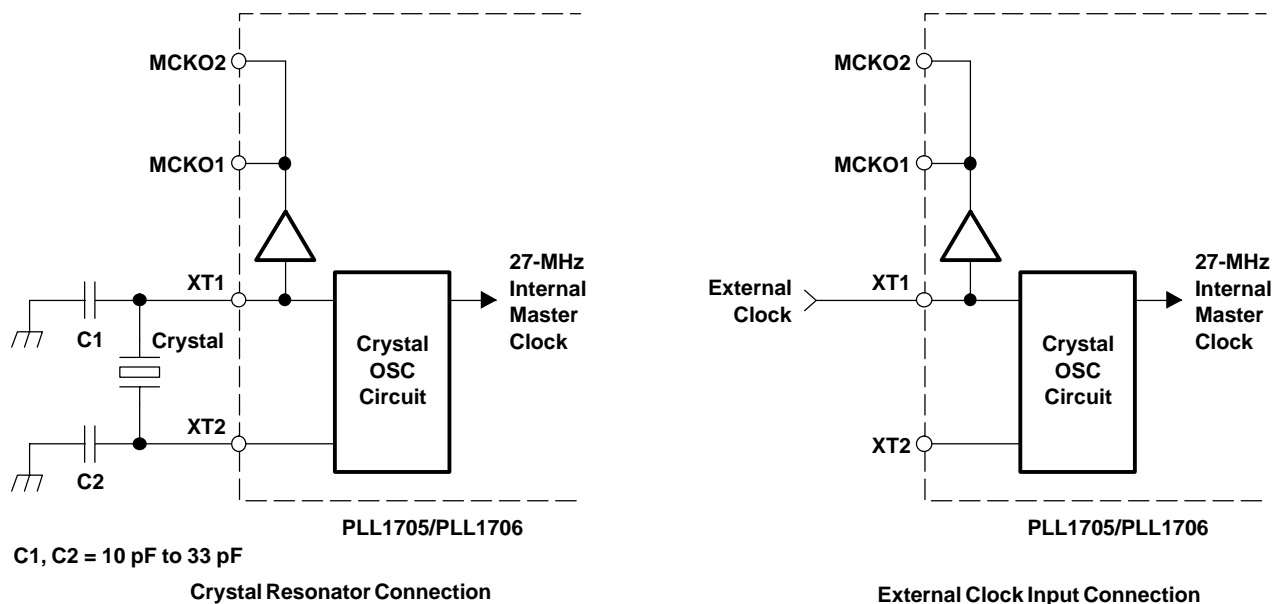 MCKO2
MCKO1
XT1
C1
Crystal
XT2
C2
Crystal
OSC
Circuit
27-MHz
Internal
Master
Clock
PLL1705/PLL1706
C1, C2 = 10 pF to 33 pF
Crystal Resonator Connection
MCKO2
MCKO1
External
Clock
XT1
XT2
Crystal
OSC
Circuit
27-MHz
Internal
Master
Clock
PLL1705/PLL1706
External Clock Input Connection